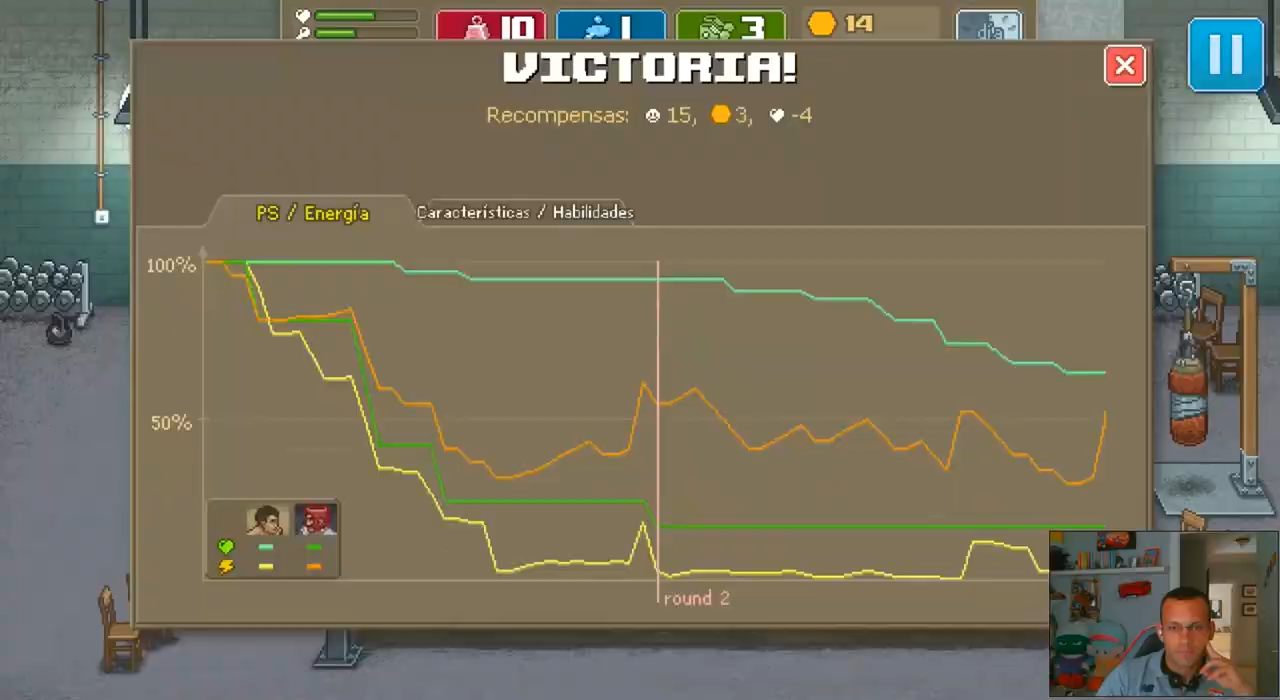 10 1 3 14
VICTORIA!
Recompensas: 15, 3, -4
PS / Energía Características / Habilidades
100%
50%
round 2